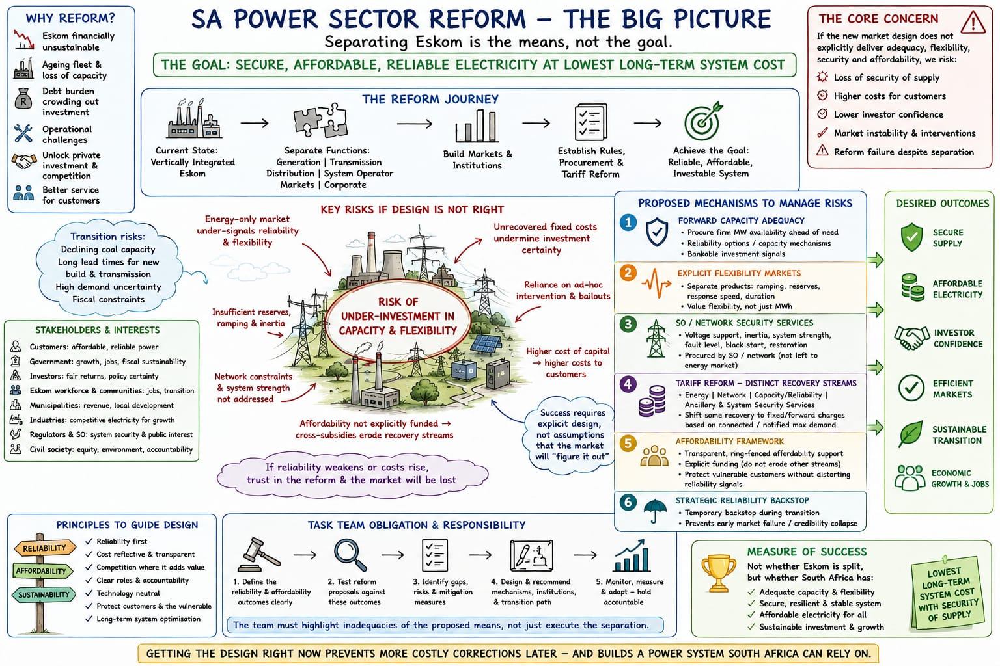 SA POWER SECTOR REFORM – THE BIG PICTURE
Separating Eskom is the means, not the goal.
THE GOAL: SECURE, AFFORDABLE, RELIABLE ELECTRICITY AT LOWEST LONG-TERM SYSTEM COST
WHY REFORM?
Eskom financially
unsustainable
Ageing fleet &
loss of capacity
R
Debt burden
crowding out
investment
Operational
challenges
Unlock private
investment &
competition
Better service
for customers
THE REFORM JOURNEY
Current State:
Vertically Integrated
Eskom
Separate Functions:
Generation | Transmission
Distribution | System Operator
Markets | Corporate
Build Markets &
Institutions
Establish Rules,
Procurement &
Tariff Reform
Achieve the Goal:
Reliable, Affordable,
Investable System
THE CORE CONCERN
If the new market design does not
explicitly deliver adequacy, flexibility,
security and affordability, we risk:
Loss of security of supply
Higher costs for customers
Lower investor confidence
Market instability & interventions
Reform failure despite separation
Transition risks:
Declining coal capacity
Long lead times for new
build & transmission
High demand uncertainty
Fiscal constraints
STAKEHOLDERS & INTERESTS
Customers: affordable, reliable power
Government: growth, jobs, fiscal sustainability
Investors: fair returns, policy certainty
Eskom workforce & communities: jobs, transition
Municipalities: revenue, local development
Industries: competitive electricity for growth
Regulators & SO: system security & public interest
Civil society: equity, environment, accountability
KEY RISKS IF DESIGN IS NOT RIGHT
Energy-only market
under-signals reliability
& flexibility
Unrecovered fixed costs
undermine investment
certainty
Insufficient reserves,
ramping & inertia
RISK OF
UNDER-INVESTMENT IN
CAPACITY & FLEXIBILITY
Reliance on ad-hoc
intervention & bailouts
Network constraints
& system strength
not addressed
Higher cost of capital
→ higher costs to
customers
Affordability not explicitly funded →
cross-subsidies erode recovery streams
Success requires
explicit design,
not assumptions
that the market
will "figure it out"
If reliability weakens or costs rise,
trust in the reform & the market will be lost
PROPOSED MECHANISMS TO MANAGE RISKS
1 FORWARD CAPACITY ADEQUACY
• Procure firm MW availability ahead of need
• Reliability options / capacity mechanisms
• Bankable investment signals
2 EXPLICIT FLEXIBILITY MARKETS
• Separate products: ramping, reserves,
response speed, duration
• Value flexibility, not just MWh
3 SO / NETWORK SECURITY SERVICES
• Voltage support, inertia, system strength,
fault level, black start, restoration
• Procured by SO / network (not left to
energy market)
4 TARIFF REFORM – DISTINCT RECOVERY STREAMS
• Energy | Network | Capacity/Reliability |
Ancillary & System Security Services
• Shift some recovery to fixed/forward charges
based on connected / notified max demand
5 AFFORDABILITY FRAMEWORK
• Transparent, ring-fenced affordability support
• Explicit funding (do not erode other streams)
• Protect vulnerable customers without distorting
reliability signals
6 STRATEGIC RELIABILITY BACKSTOP
• Temporary backstop during transition
• Prevents early market failure / credibility collapse
DESIRED OUTCOMES
SECURE
SUPPLY
AFFORDABLE
ELECTRICITY
INVESTOR
CONFIDENCE
EFFICIENT
MARKETS
SUSTAINABLE
TRANSITION
ECONOMIC
GROWTH & JOBS
PRINCIPLES TO GUIDE DESIGN
RELIABILITY
AFFORDABILITY
SUSTAINABILITY
✓ Reliability first
✓ Cost reflective & transparent
✓ Competition where it adds value
✓ Clear roles & accountability
✓ Technology neutral
✓ Protect customers & the vulnerable
✓ Long-term system optimisation
TASK TEAM OBLIGATION & RESPONSIBILITY
1. Define the
reliability & affordability
outcomes clearly
2. Test reform
proposals against
these outcomes
3. Identify gaps,
risks & mitigation
measures
4. Design & recommend
mechanisms, institutions,
& transition path
5. Monitor, measure
& adapt – hold
accountable
The team must highlight inadequacies of the proposed means, not just execute the separation.
MEASURE OF SUCCESS
Not whether Eskom is split,
but whether South Africa has:
✓ Adequate capacity & flexibility
✓ Secure, resilient & stable system
✓ Affordable electricity for all
✓ Sustainable investment & growth
LOWEST
LONG-TERM
SYSTEM COST
WITH SECURITY
OF SUPPLY
GETTING THE DESIGN RIGHT NOW PREVENTS MORE COSTLY CORRECTIONS LATER – AND BUILDS A POWER SYSTEM SOUTH AFRICA CAN RELY ON.